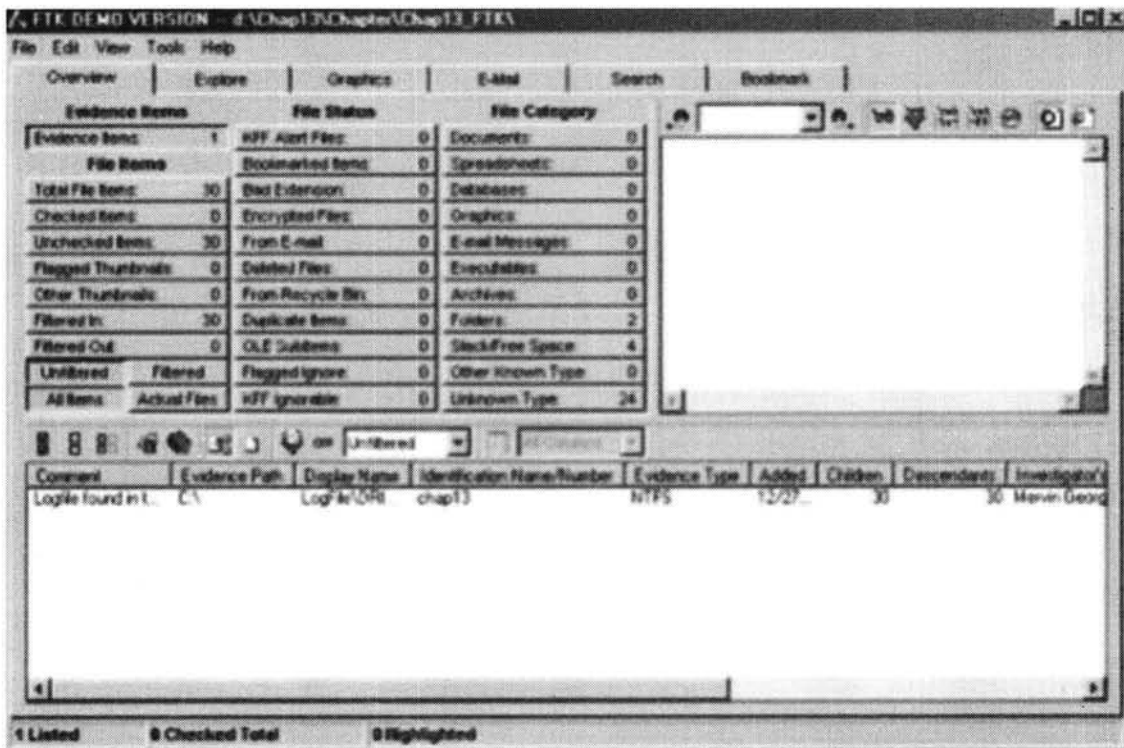 FTK DEMO VERSION -- d:\Chap13\Chapter\Chap13_FTK\
File Edit View Tools Help
Overview Explore Graphics E-Mail Search Bookmark
Evidence Items File Status File Category
Evidence Items: 1 KFF Alert Files: 0 Documents: 0
File Items Bookmarked Items: 0 Spreadsheets: 0
Total File Items: 30 Bad Extension: 0 Databases: 0
Checked Items: 0 Encrypted Files: 0 Graphics: 0
Unchecked Items: 30 From E-mail: 0 E-mail Messages: 0
Flagged Thumbnails: 0 Deleted Files: 0 Executables: 0
Other Thumbnails: 0 From Recycle Bin: 0 Archives: 0
Filtered In: 30 Duplicate Items: 0 Folders: 2
Filtered Out: 0 OLE Subitems: 0 Slack/Free Space: 4
Unfiltered Filtered Flagged Ignore: 0 Other Known Type: 0
All Items Actual Files KFF Ignorable: 0 Unknown Type: 24
Unfiltered All Columns
Comment Evidence Path Display Name Identification Name/Number Evidence Type Added Children Descendants Investigator's
Logfile found in t... C:\ LogFile\DRI... chap13 NTFS 12/27... 30 30 Mervin Georg
1 Listed 0 Checked Total 0 Highlighted